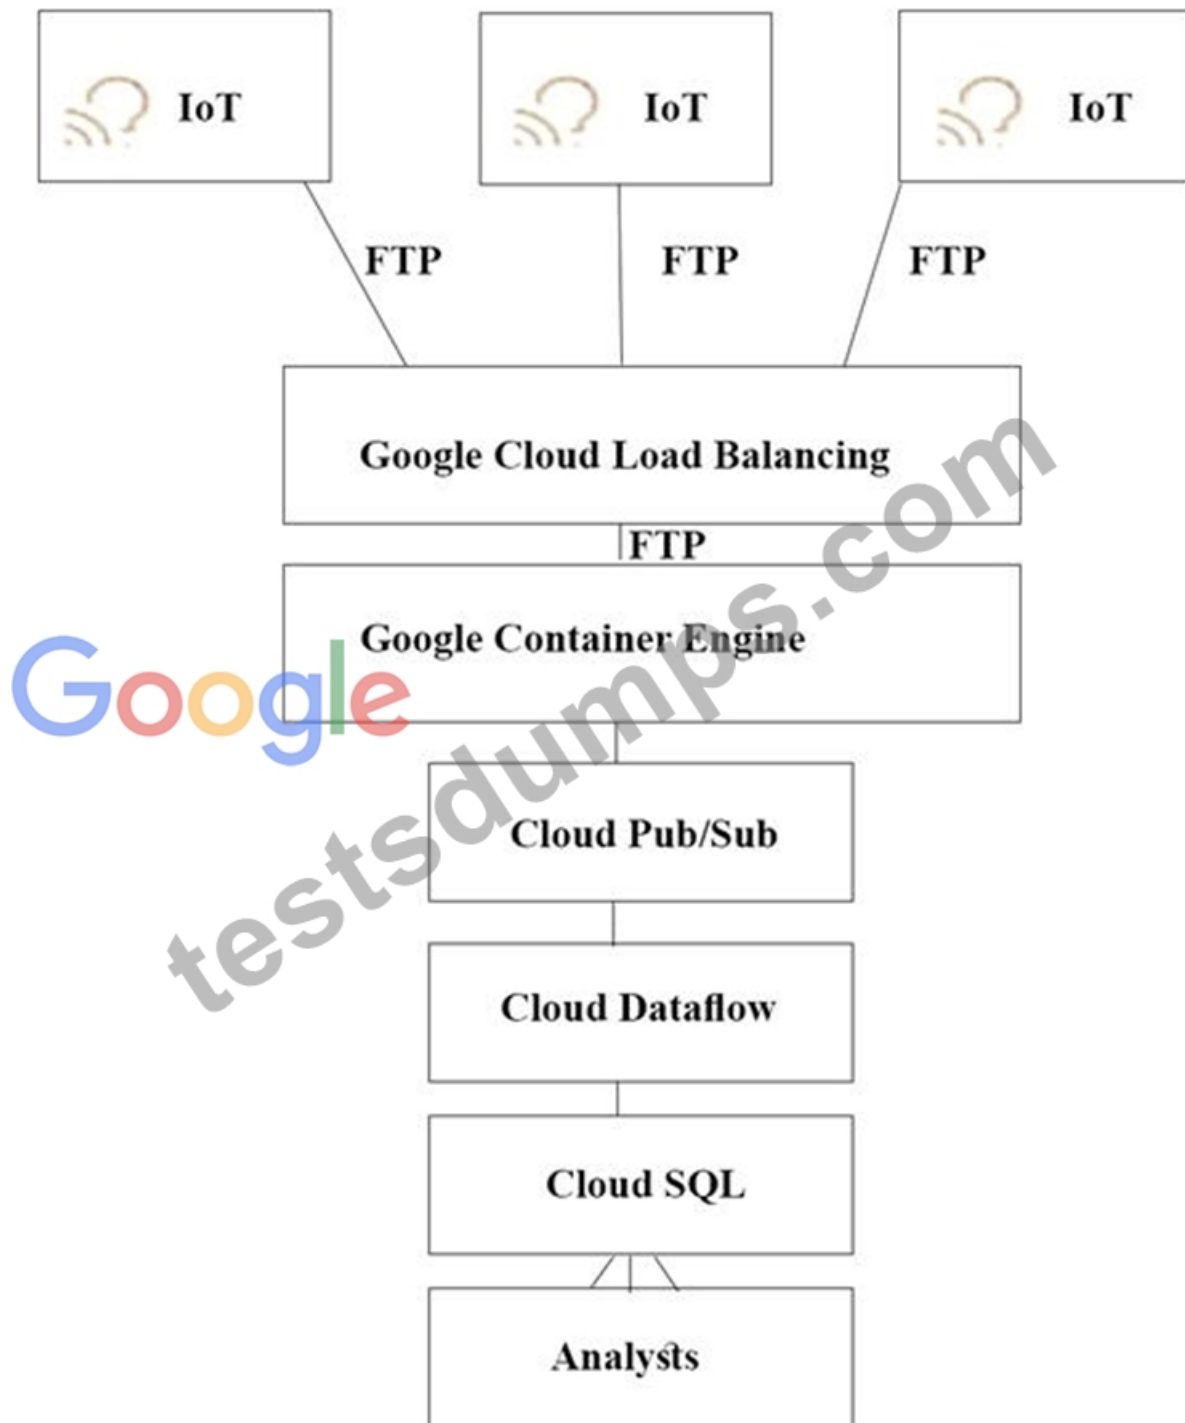 IoT
IoT
IoT
FTP
FTP
FTP
Google Cloud Load Balancing
FTP
Google Container Engine
Google
Cloud Pub/Sub
Cloud Dataflow
Cloud SQL
Analysts
testsdumps.com